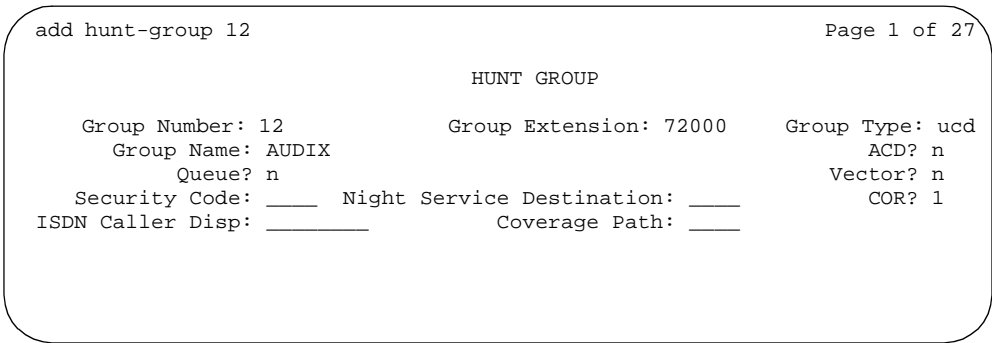 add hunt-group 12 Page 1 of 27
HUNT GROUP
Group Number: 12 Group Extension: 72000 Group Type: ucd
Group Name: AUDIX ACD? n
Queue? n Vector? n
Security Code: ____ Night Service Destination: ____ COR? 1
ISDN Caller Disp: ________ Coverage Path: ____